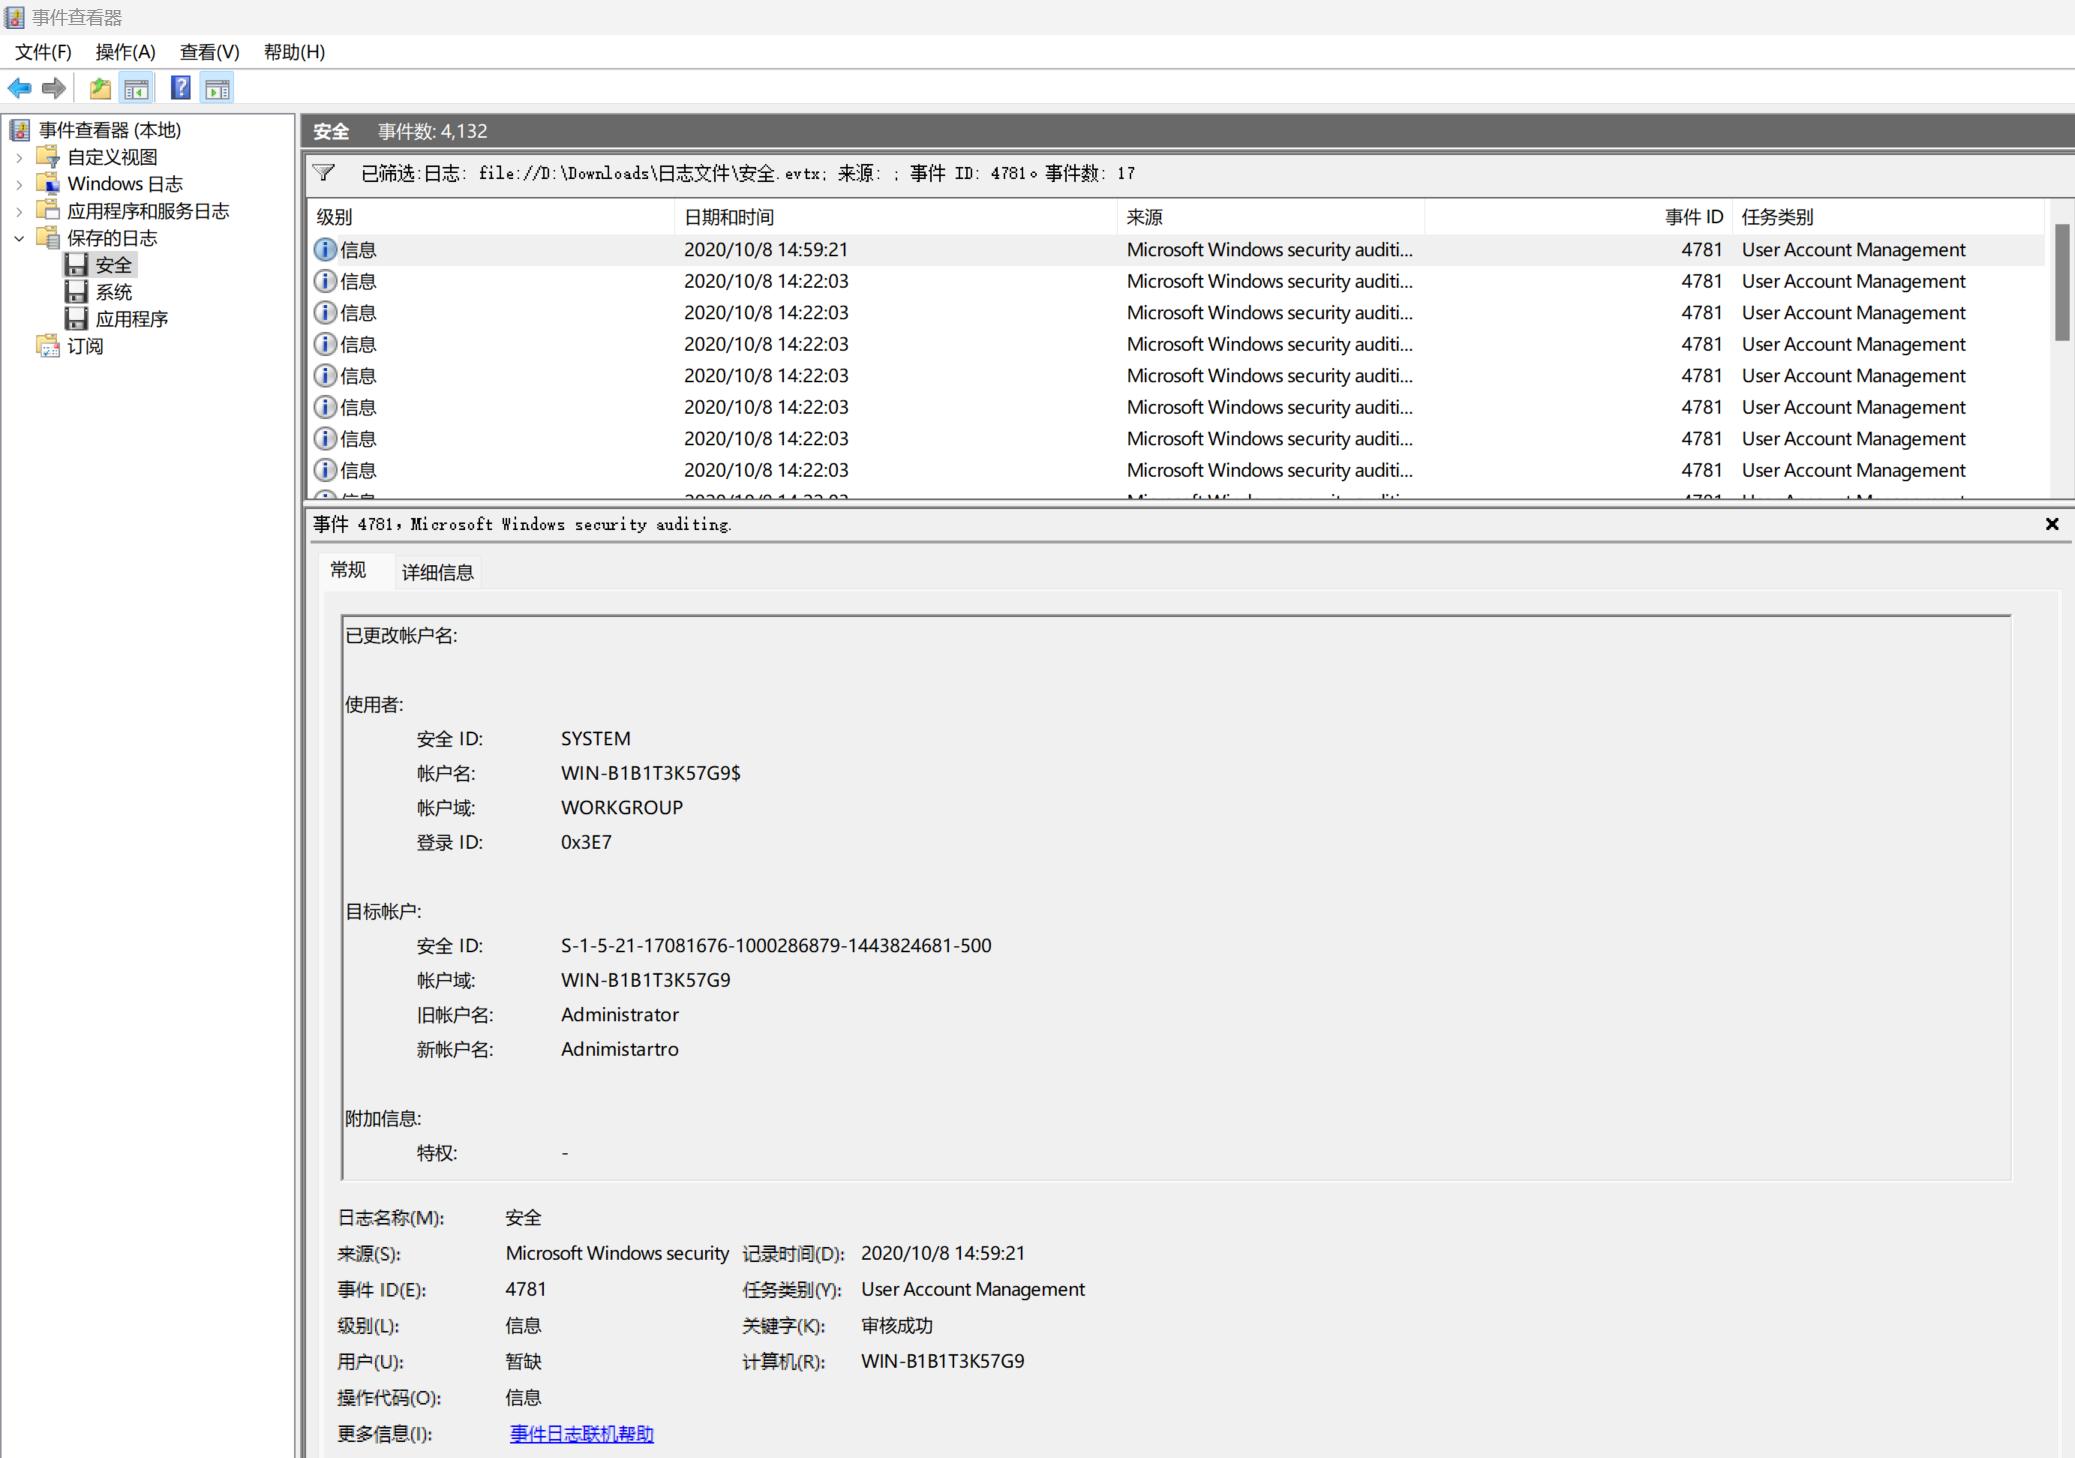 事件查看器
文件(F) 操作(A) 查看(V) 帮助(H)
事件查看器 (本地)
自定义视图
Windows 日志
应用程序和服务日志
保存的日志
安全
系统
应用程序
订阅
安全 事件数: 4,132
已筛选:日志: file://D:\Downloads\日志文件\安全.evtx; 来源: ; 事件 ID: 4781。事件数: 17
级别 日期和时间 来源 事件 ID 任务类别
信息 2020/10/8 14:59:21 Microsoft Windows security auditi... 4781 User Account Management
信息 2020/10/8 14:22:03 Microsoft Windows security auditi... 4781 User Account Management
信息 2020/10/8 14:22:03 Microsoft Windows security auditi... 4781 User Account Management
信息 2020/10/8 14:22:03 Microsoft Windows security auditi... 4781 User Account Management
信息 2020/10/8 14:22:03 Microsoft Windows security auditi... 4781 User Account Management
信息 2020/10/8 14:22:03 Microsoft Windows security auditi... 4781 User Account Management
信息 2020/10/8 14:22:03 Microsoft Windows security auditi... 4781 User Account Management
信息 2020/10/8 14:22:03 Microsoft Windows security auditi... 4781 User Account Management
事件 4781，Microsoft Windows security auditing.
常规 详细信息
已更改帐户名:
使用者:
安全 ID: SYSTEM
帐户名: WIN-B1B1T3K57G9$
帐户域: WORKGROUP
登录 ID: 0x3E7
目标帐户:
安全 ID: S-1-5-21-17081676-1000286879-1443824681-500
帐户域: WIN-B1B1T3K57G9
旧帐户名: Administrator
新帐户名: Adnimistartro
附加信息:
特权: -
日志名称(M): 安全
来源(S): Microsoft Windows security 记录时间(D): 2020/10/8 14:59:21
事件 ID(E): 4781 任务类别(Y): User Account Management
级别(L): 信息 关键字(K): 审核成功
用户(U): 暂缺 计算机(R): WIN-B1B1T3K57G9
操作代码(O): 信息
更多信息(I): 事件日志联机帮助